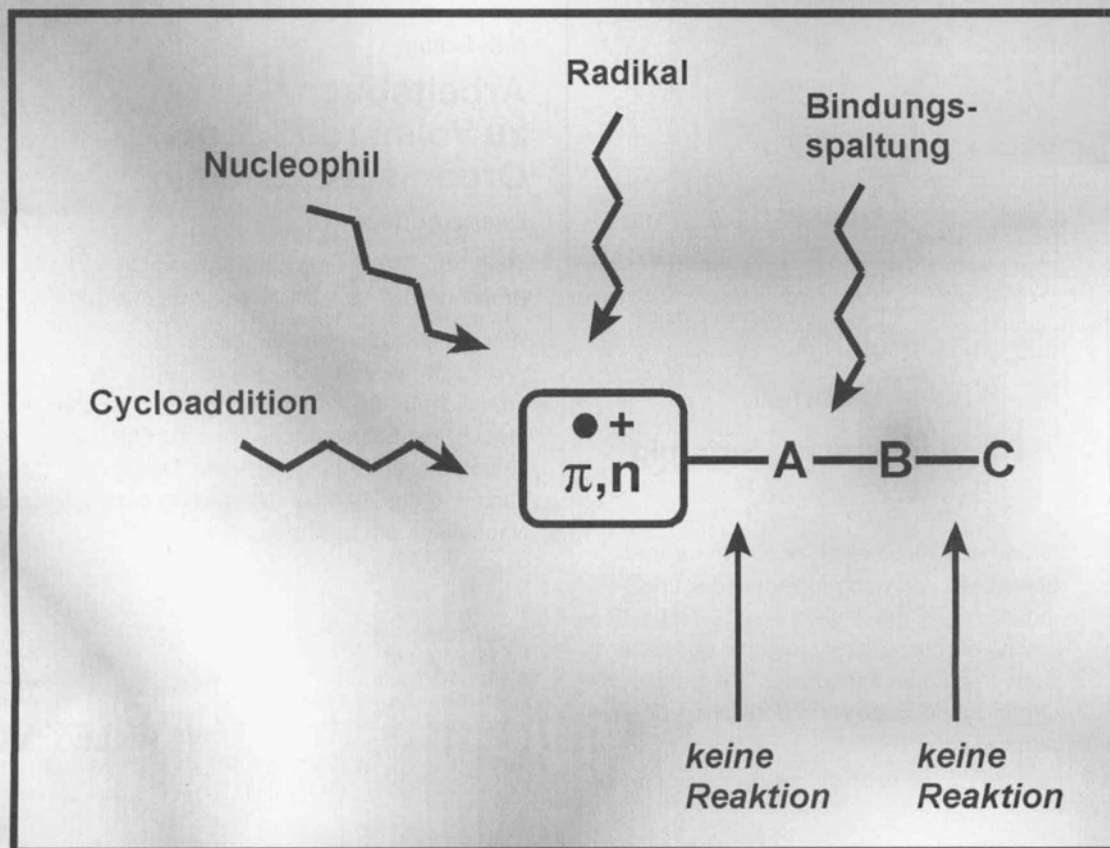 Radikal
Bindungs-
spaltung
Nucleophil
Cycloaddition
●+
π,n
A B C
keine
Reaktion
keine
Reaktion